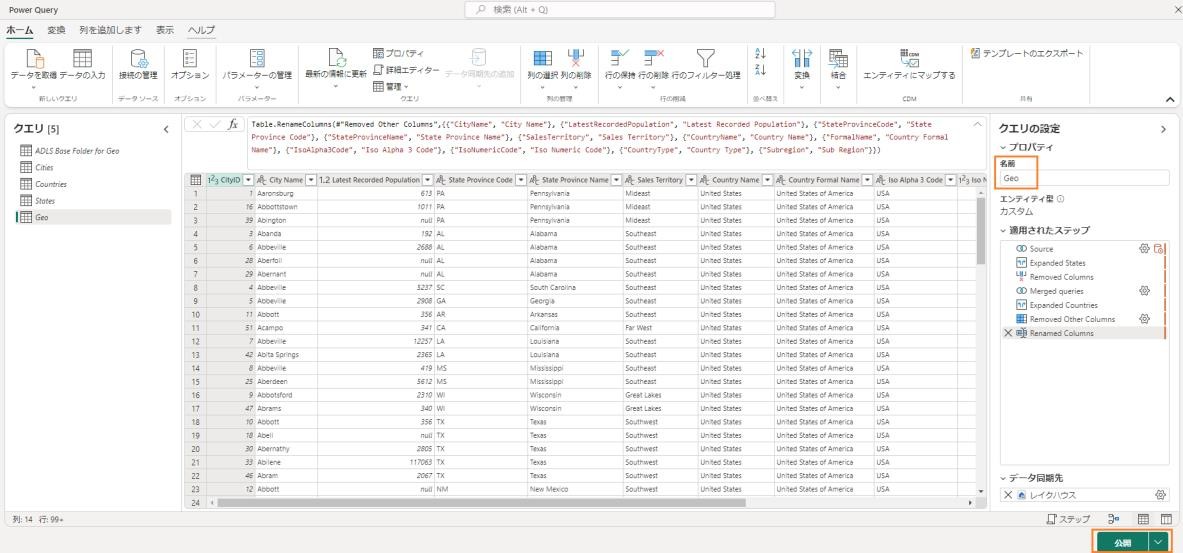 Power Query
検索 (Alt + Q)
ホーム 変換 列を追加します 表示 ヘルプ
データを取得 データの入力 接続の管理 オプション パラメーターの管理 最新の情報に更新 プロパティ 詳細エディター 管理 データ同期先の追加 列の選択 列の削除 行の保持 行の削除 行のフィルター処理 変換 結合 エンティティにマップする テンプレートのエクスポート
新しいクエリ データ ソース オプション パラメーター クエリ 列の管理 行の削減 並べ替え CDM 共有
クエリ [5]
ADLS Base Folder for Geo
Cities
Countries
States
Geo
Table.RenameColumns(#"Removed Other Columns",{{"CityName", "City Name"}, {"LatestRecordedPopulation", "Latest Recorded Population"}, {"StateProvinceCode", "State
Province Code"}, {"StateProvinceName", "State Province Name"}, {"SalesTerritory", "Sales Territory"}, {"CountryName", "Country Name"}, {"FormalName", "Country Formal
Name"}, {"IsoAlpha3Code", "Iso Alpha 3 Code"}, {"IsoNumericCode", "Iso Numeric Code"}, {"CountryType", "Country Type"}, {"Subregion", "Sub Region"}})
CityID City Name 1.2 Latest Recorded Population State Province Code State Province Name Sales Territory Country Name Country Formal Name Iso Alpha 3 Code Iso N
1 1 Aaronsburg 613 PA Pennsylvania Mideast United States United States of America USA
2 16 Abbottstown 1011 PA Pennsylvania Mideast United States United States of America USA
3 39 Abington null PA Pennsylvania Mideast United States United States of America USA
4 3 Abanda 192 AL Alabama Southeast United States United States of America USA
5 6 Abbeville 2688 AL Alabama Southeast United States United States of America USA
6 28 Aberfoil null AL Alabama Southeast United States United States of America USA
7 29 Abernant null AL Alabama Southeast United States United States of America USA
8 4 Abbeville 5237 SC South Carolina Southeast United States United States of America USA
9 5 Abbeville 2908 GA Georgia Southeast United States United States of America USA
10 11 Abbott 356 AR Arkansas Southeast United States United States of America USA
11 51 Acampo 341 CA California Far West United States United States of America USA
12 7 Abbeville 12257 LA Louisiana Southeast United States United States of America USA
13 42 Abita Springs 2365 LA Louisiana Southeast United States United States of America USA
14 8 Abbeville 419 MS Mississippi Southeast United States United States of America USA
15 25 Aberdeen 5612 MS Mississippi Southeast United States United States of America USA
16 9 Abbotsford 2310 WI Wisconsin Great Lakes United States United States of America USA
17 47 Abrams 340 WI Wisconsin Great Lakes United States United States of America USA
18 10 Abbott 356 TX Texas Southwest United States United States of America USA
19 18 Abell null TX Texas Southwest United States United States of America USA
20 30 Abernathy 2805 TX Texas Southwest United States United States of America USA
21 33 Abilene 117063 TX Texas Southwest United States United States of America USA
22 46 Abram 2067 TX Texas Southwest United States United States of America USA
23 12 Abbott null NM New Mexico Southwest United States United States of America USA
24
クエリの設定
プロパティ
名前
Geo
エンティティ型
カスタム
適用されたステップ
Source
Expanded States
Removed Columns
Merged queries
Expanded Countries
Removed Other Columns
Renamed Columns
データ同期先
レイクハウス
列: 14 行: 99+
ステップ
公開